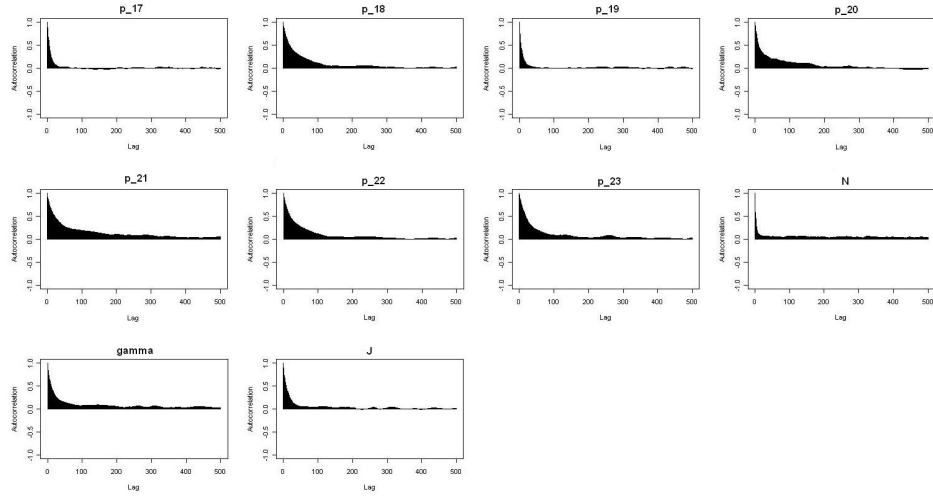 p_17 p_18 p_19 p_20
Autocorrelation Autocorrelation Autocorrelation Autocorrelation
1.0 1.0 1.0 1.0
0.5 0.5 0.5 0.5
0.0 0.0 0.0 0.0
-0.5 -0.5 -0.5 -0.5
-1.0 -1.0 -1.0 -1.0
0 100 200 300 400 500 0 100 200 300 400 500 0 100 200 300 400 500 0 100 200 300 400 500
Lag Lag Lag Lag
p_21 p_22 p_23 N
Autocorrelation Autocorrelation Autocorrelation Autocorrelation
1.0 1.0 1.0 1.0
0.5 0.5 0.5 0.5
0.0 0.0 0.0 0.0
-0.5 -0.5 -0.5 -0.5
-1.0 -1.0 -1.0 -1.0
0 100 200 300 400 500 0 100 200 300 400 500 0 100 200 300 400 500 0 100 200 300 400 500
Lag Lag Lag Lag
gamma J
Autocorrelation Autocorrelation
1.0 1.0
0.5 0.5
0.0 0.0
-0.5 -0.5
-1.0 -1.0
0 100 200 300 400 500 0 100 200 300 400 500
Lag Lag